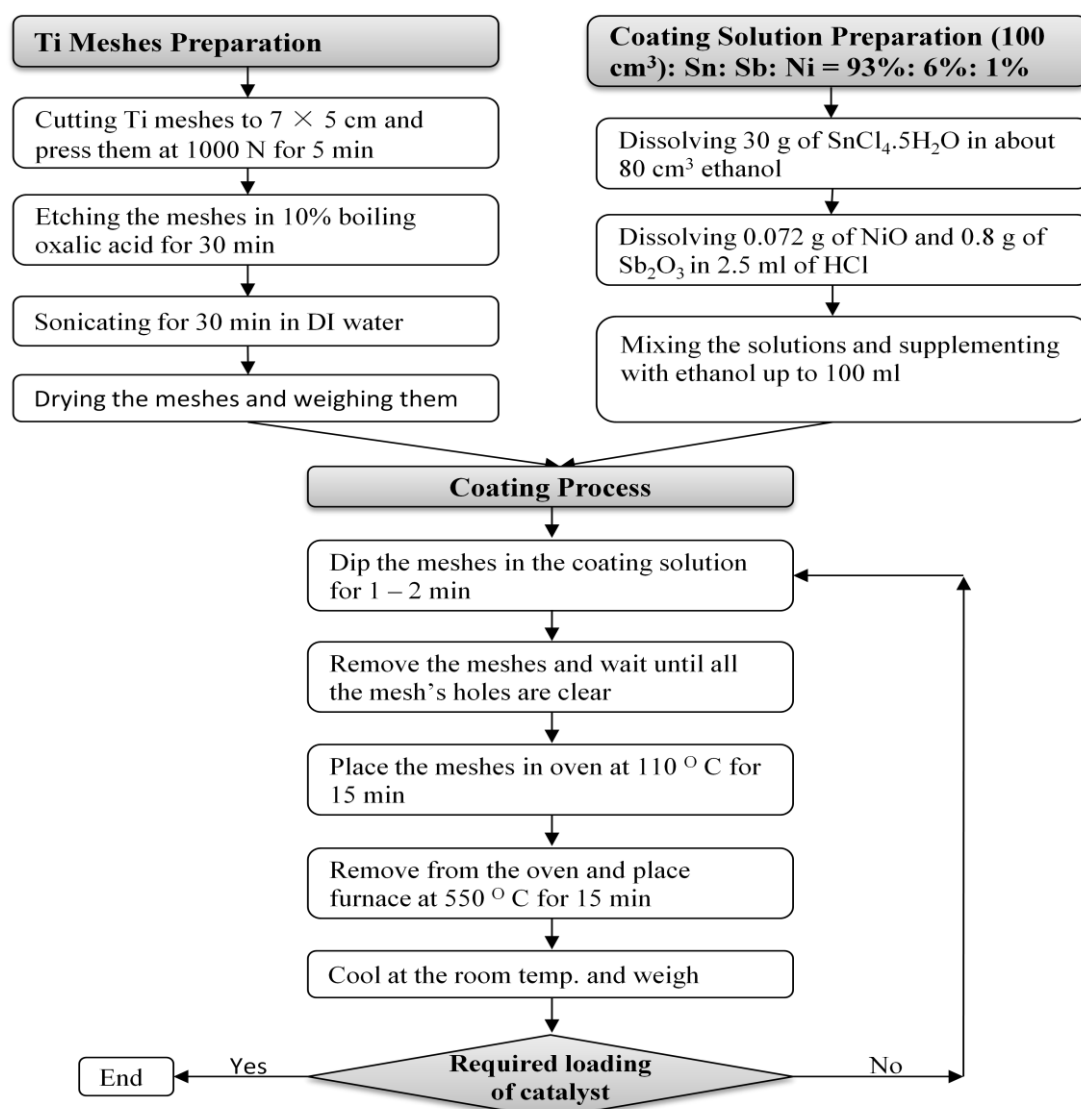 Ti Meshes Preparation
Cutting Ti meshes to 7 × 5 cm and
press them at 1000 N for 5 min
Etching the meshes in 10% boiling
oxalic acid for 30 min
Sonicating for 30 min in DI water
Drying the meshes and weighing them
Coating Solution Preparation (100
cm³): Sn: Sb: Ni = 93%: 6%: 1%
Dissolving 30 g of SnCl₄.5H₂O in about
80 cm³ ethanol
Dissolving 0.072 g of NiO and 0.8 g of
Sb₂O₃ in 2.5 ml of HCl
Mixing the solutions and supplementing
with ethanol up to 100 ml
Coating Process
Dip the meshes in the coating solution
for 1 – 2 min
Remove the meshes and wait until all
the mesh’s holes are clear
Place the meshes in oven at 110 ᴼ C for
15 min
Remove from the oven and place
furnace at 550 ᴼ C for 15 min
Cool at the room temp. and weigh
Required loading
of catalyst
Yes
End
No